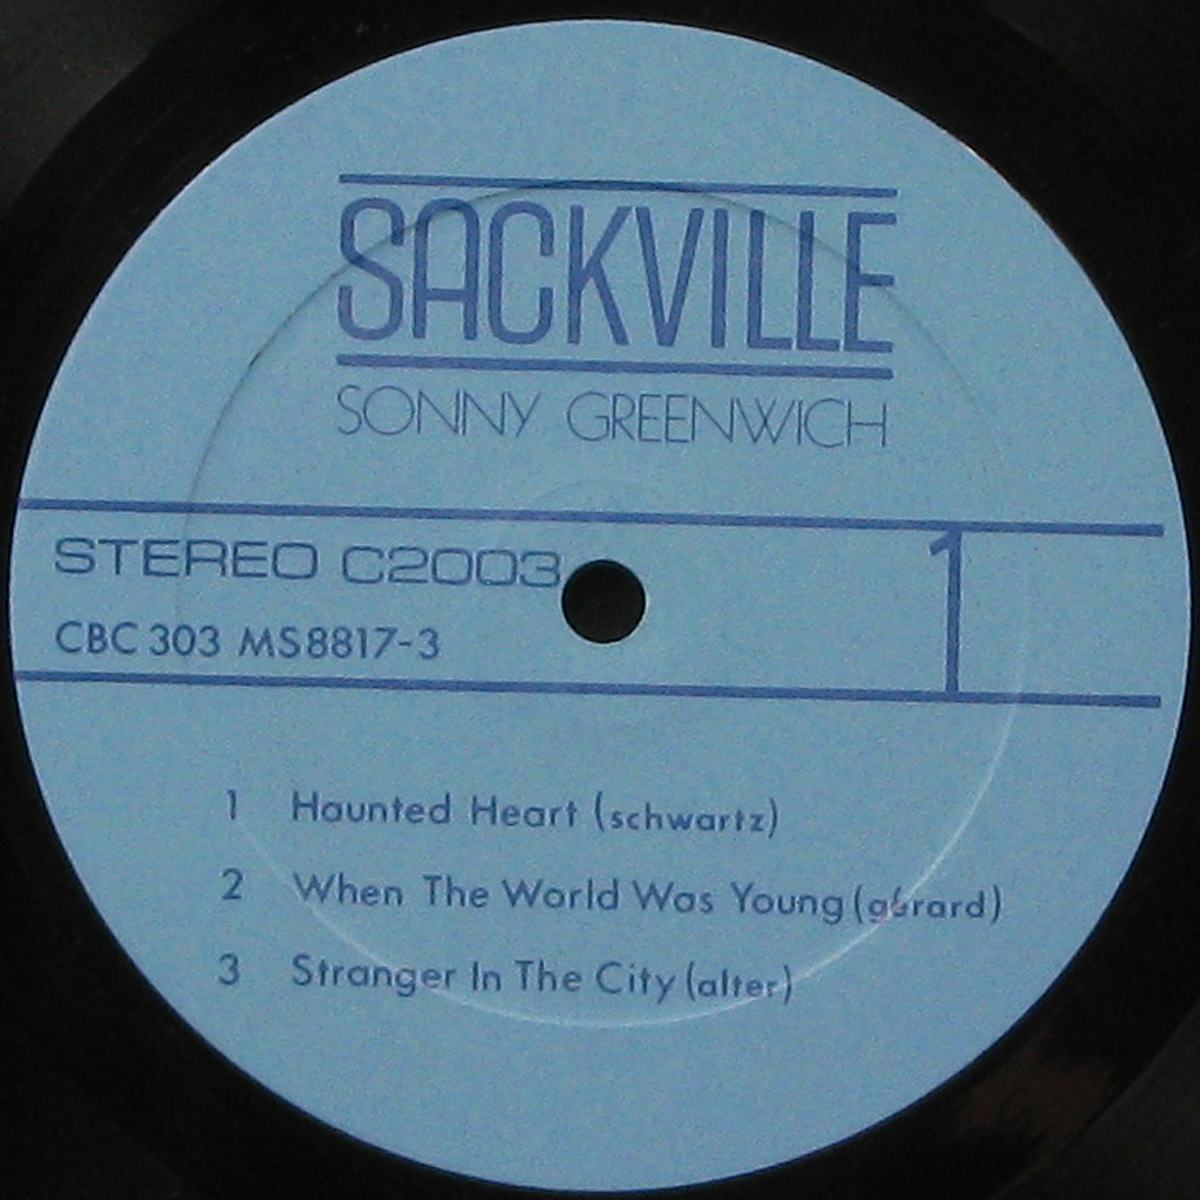 SACKVILLE
SONNY GREENWICH
STEREO C2003
CBC 303 MS8817-3
1
1 Haunted Heart (schwartz)
2 When The World Was Young (gérard)
3 Stranger In The City (alter)